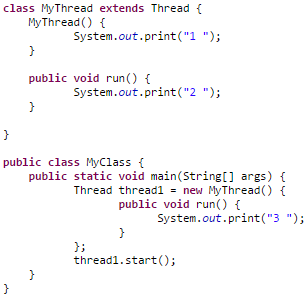 class MyThread extends Thread {
    MyThread() {
            System.out.print("1 ");
    }

    public void run() {
            System.out.print("2 ");
    }

}

public class MyClass {
    public static void main(String[] args) {
            Thread thread1 = new MyThread() {
                    public void run() {
                            System.out.print("3 ");
                    }
            };
            thread1.start();
    }
}